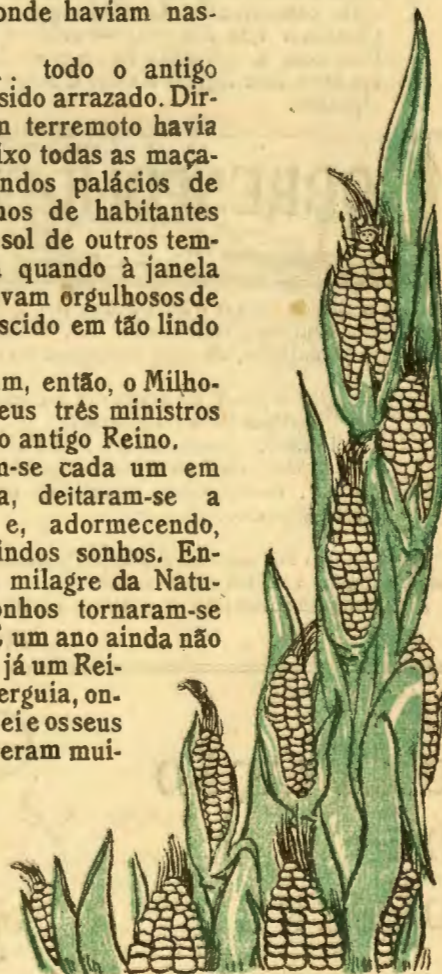 onde haviam nas-
. todo o antigo
sido arrazado. Dir-
n terremoto havia
ixo todas as maça-
ndos palácios de
nos de habitantes
sol de outros tem-
quando à janela
vam orgulhosos de
scido em tão lindo
m, então, o Milho-
eus três ministros
o antigo Reino.
n-se cada um em
a, deitaram-se a
e, adormecendo,
indos sonhos. En-
milagre da Natu-
onhos tornaram-se
um ano ainda não
já um Rei-
erguia, on-
ei e os seus
eram mui-